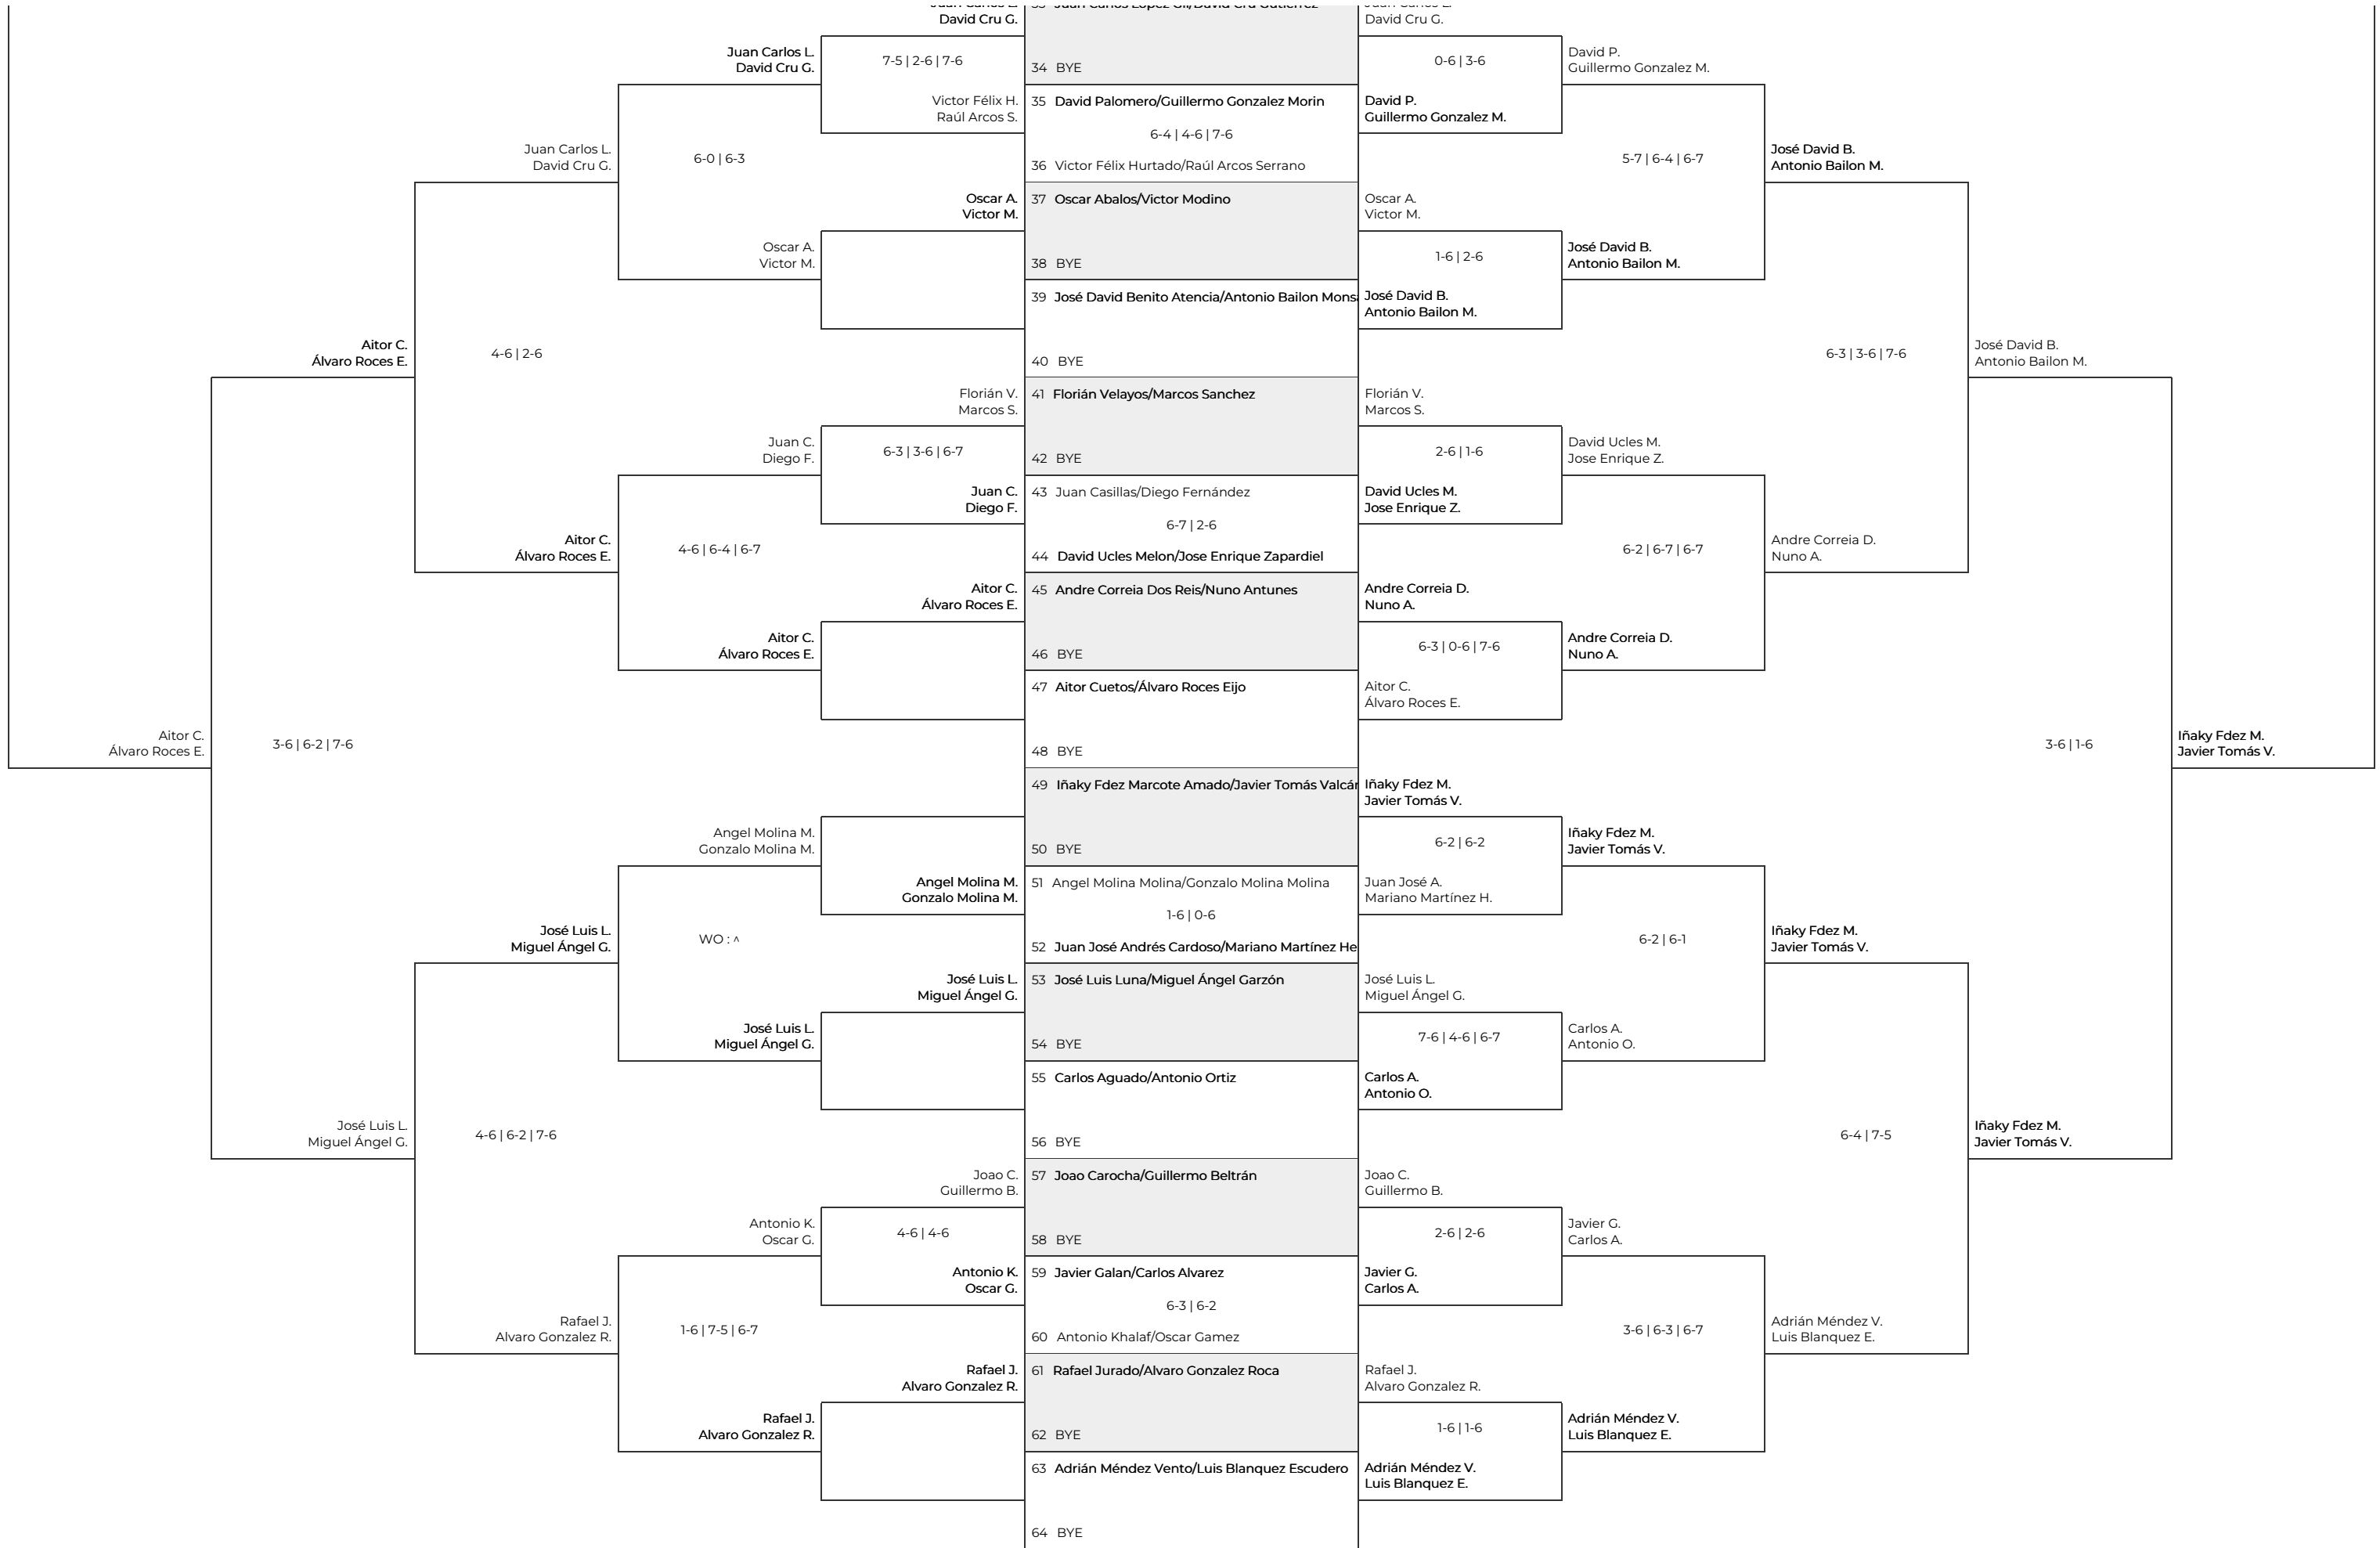 David Cru G.
Juan Carlos L.
David Cru G.
7-5 | 2-6 | 7-6
Victor Félix H.
Raúl Arcos S.
Juan Carlos L.
David Cru G.
6-0 | 6-3
Oscar A.
Victor M.
Oscar A.
Victor M.
Aitor C.
Álvaro Roces E.
4-6 | 2-6
Florián V.
Marcos S.
Juan C.
Diego F.
6-3 | 3-6 | 6-7
Juan C.
Diego F.
Aitor C.
Álvaro Roces E.
4-6 | 6-4 | 6-7
Aitor C.
Álvaro Roces E.
Aitor C.
Álvaro Roces E.
Aitor C.
Álvaro Roces E.
3-6 | 6-2 | 7-6
Angel Molina M.
Gonzalo Molina M.
Angel Molina M.
Gonzalo Molina M.
José Luis L.
Miguel Ángel G.
WO : ^
José Luis L.
Miguel Ángel G.
José Luis L.
Miguel Ángel G.
José Luis L.
Miguel Ángel G.
4-6 | 6-2 | 7-6
Joao C.
Guillermo B.
Antonio K.
Oscar G.
4-6 | 4-6
Antonio K.
Oscar G.
Rafael J.
Alvaro Gonzalez R.
1-6 | 7-5 | 6-7
Rafael J.
Alvaro Gonzalez R.
Rafael J.
Alvaro Gonzalez R.
34 BYE
35 David Palomero/Guillermo Gonzalez Morin
6-4 | 4-6 | 7-6
36 Victor Félix Hurtado/Raúl Arcos Serrano
37 Oscar Abalos/Victor Modino
38 BYE
39 José David Benito Atencia/Antonio Bailon Mons
40 BYE
41 Florián Velayos/Marcos Sanchez
42 BYE
43 Juan Casillas/Diego Fernández
6-7 | 2-6
44 David Ucles Melon/Jose Enrique Zapardiel
45 Andre Correia Dos Reis/Nuno Antunes
46 BYE
47 Aitor Cuetos/Álvaro Roces Eijo
48 BYE
49 Iñaky Fdez Marcote Amado/Javier Tomás Valcár
50 BYE
51 Angel Molina Molina/Gonzalo Molina Molina
1-6 | 0-6
52 Juan José Andrés Cardoso/Mariano Martínez He
53 José Luis Luna/Miguel Ángel Garzón
54 BYE
55 Carlos Aguado/Antonio Ortiz
56 BYE
57 Joao Carocha/Guillermo Beltrán
58 BYE
59 Javier Galan/Carlos Alvarez
6-3 | 6-2
60 Antonio Khalaf/Oscar Gamez
61 Rafael Jurado/Alvaro Gonzalez Roca
62 BYE
63 Adrián Méndez Vento/Luis Blanquez Escudero
64 BYE
David Cru G.
0-6 | 3-6
David P.
Guillermo Gonzalez M.
David P.
Guillermo Gonzalez M.
5-7 | 6-4 | 6-7
José David B.
Antonio Bailon M.
Oscar A.
Victor M.
1-6 | 2-6
José David B.
Antonio Bailon M.
José David B.
Antonio Bailon M.
6-3 | 3-6 | 7-6
José David B.
Antonio Bailon M.
Florián V.
Marcos S.
2-6 | 1-6
David Ucles M.
Jose Enrique Z.
David Ucles M.
Jose Enrique Z.
6-2 | 6-7 | 6-7
Andre Correia D.
Nuno A.
Andre Correia D.
Nuno A.
6-3 | 0-6 | 7-6
Andre Correia D.
Nuno A.
Aitor C.
Álvaro Roces E.
3-6 | 1-6
Iñaky Fdez M.
Javier Tomás V.
Iñaky Fdez M.
Javier Tomás V.
6-2 | 6-2
Iñaky Fdez M.
Javier Tomás V.
Juan José A.
Mariano Martínez H.
6-2 | 6-1
Iñaky Fdez M.
Javier Tomás V.
José Luis L.
Miguel Ángel G.
7-6 | 4-6 | 6-7
Carlos A.
Antonio O.
Carlos A.
Antonio O.
6-4 | 7-5
Iñaky Fdez M.
Javier Tomás V.
Joao C.
Guillermo B.
2-6 | 2-6
Javier G.
Carlos A.
Javier G.
Carlos A.
3-6 | 6-3 | 6-7
Adrián Méndez V.
Luis Blanquez E.
Rafael J.
Alvaro Gonzalez R.
1-6 | 1-6
Adrián Méndez V.
Luis Blanquez E.
Adrián Méndez V.
Luis Blanquez E.